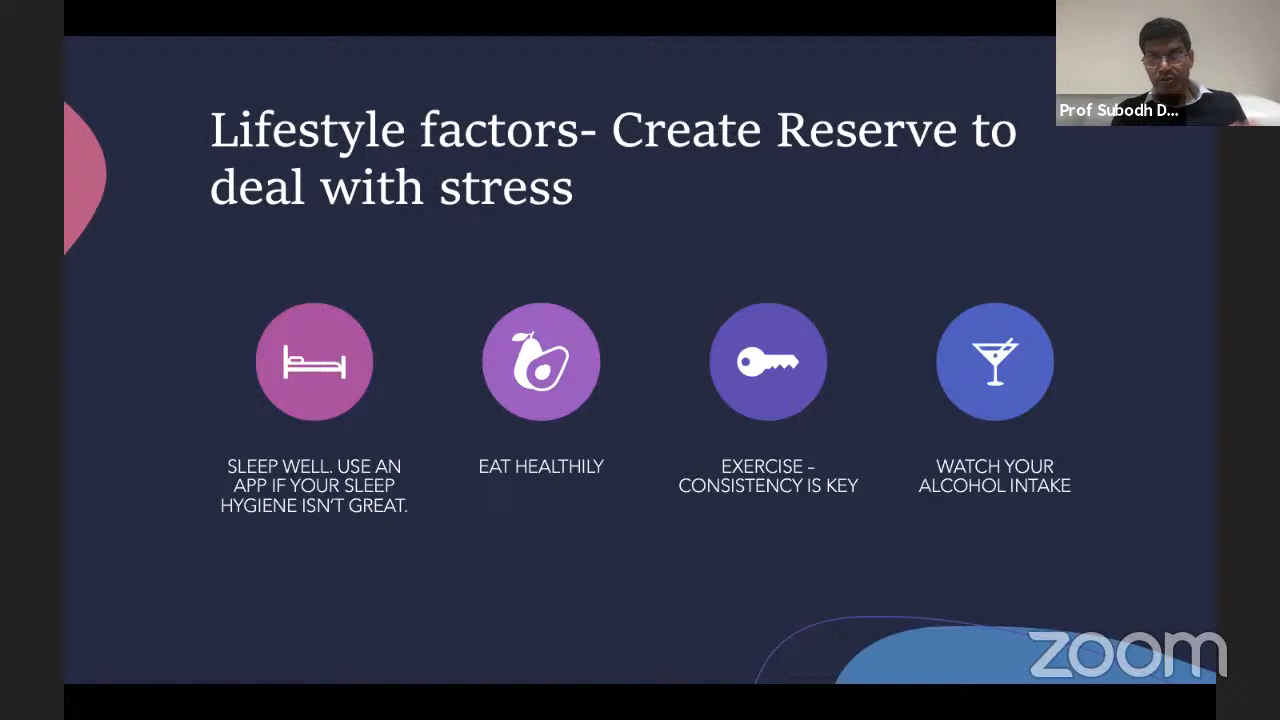 Prof Subodh D...
Lifestyle factors- Create Reserve to
deal with stress
SLEEP WELL. USE AN
APP IF YOUR SLEEP
HYGIENE ISN'T GREAT.
EAT HEALTHILY
EXERCISE –
CONSISTENCY IS KEY
WATCH YOUR
ALCOHOL INTAKE
zoom